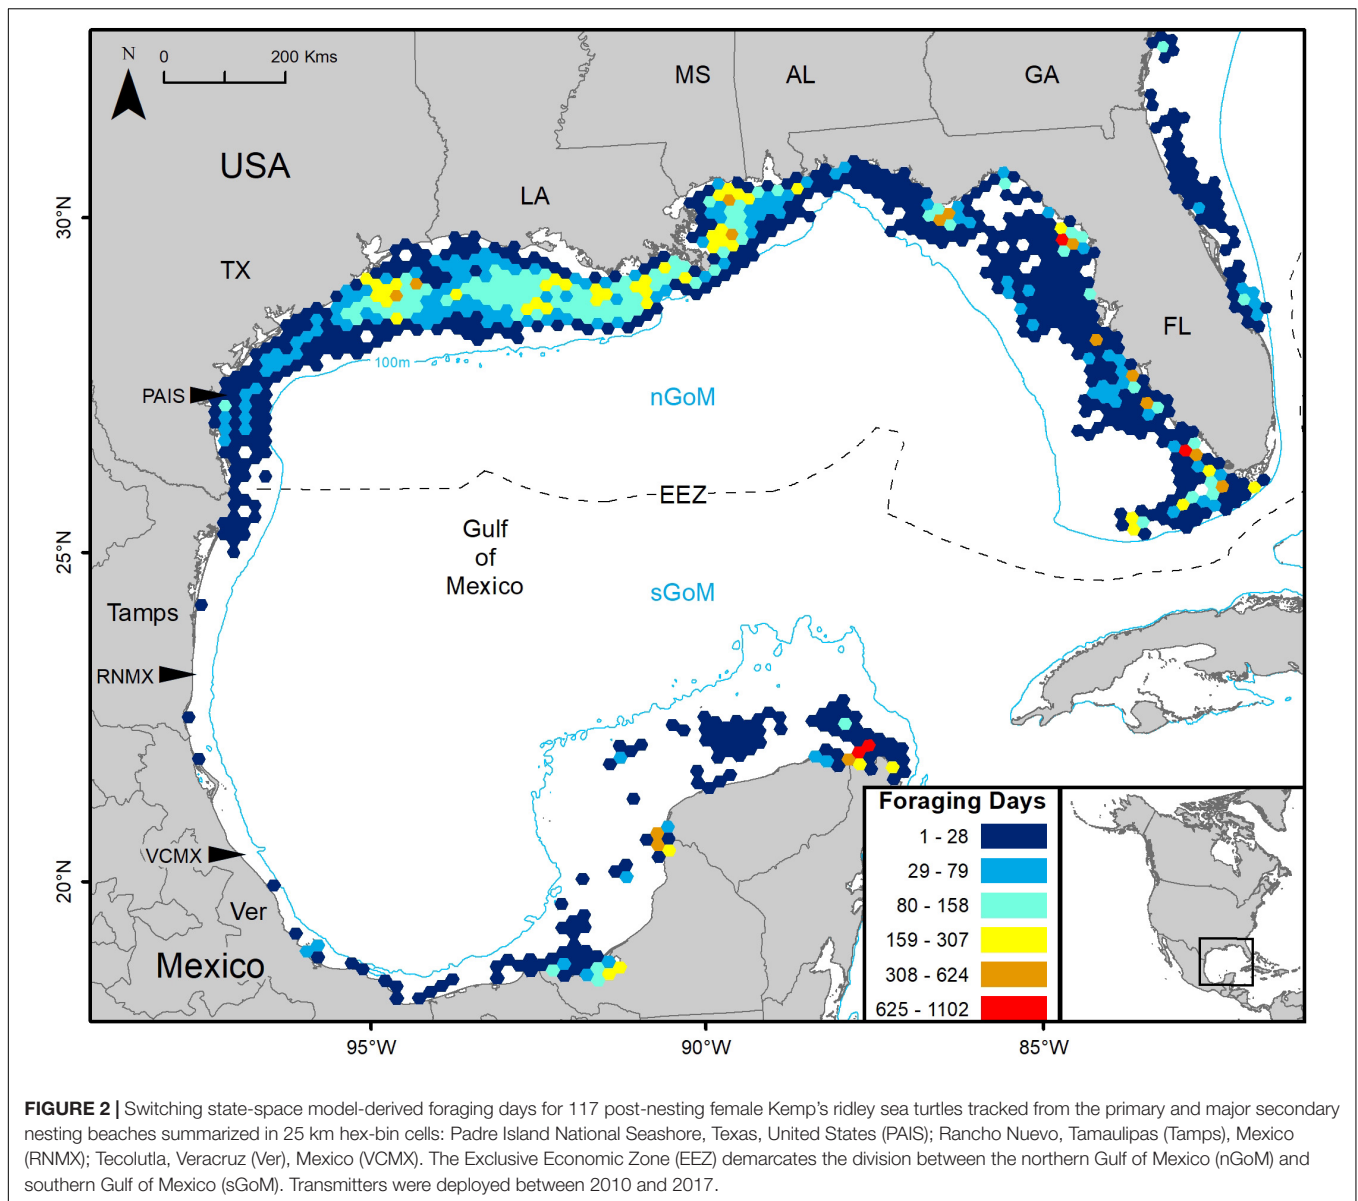 N
0 200 Kms
MS
AL
GA
USA
LA
30°N
TX
FL
100m
PAIS
nGoM
EEZ
Gulf
of
Mexico
25°N
sGoM
Tamps
RNMX
VCMX
20°N
Ver
Mexico
Foraging Days
1 - 28
29 - 79
80 - 158
159 - 307
308 - 624
625 - 1102
95°W
90°W
85°W
FIGURE 2 | Switching state-space model-derived foraging days for 117 post-nesting female Kemp's ridley sea turtles tracked from the primary and major secondary
nesting beaches summarized in 25 km hex-bin cells: Padre Island National Seashore, Texas, United States (PAIS); Rancho Nuevo, Tamaulipas (Tamps), Mexico
(RNMX); Tecolutla, Veracruz (Ver), Mexico (VCMX). The Exclusive Economic Zone (EEZ) demarcates the division between the northern Gulf of Mexico (nGoM) and
southern Gulf of Mexico (sGoM). Transmitters were deployed between 2010 and 2017.